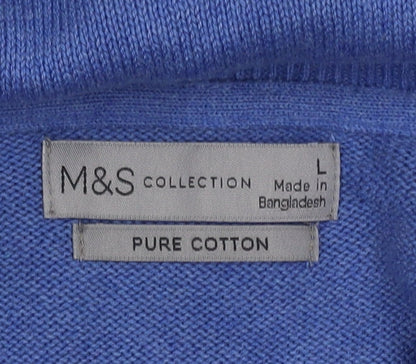 M&S COLLECTION L
Made in
Bangladesh
PURE COTTON